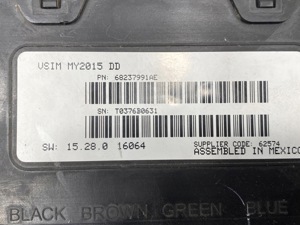 VSIM MY2015 DD
PN: 68237991AE
SN: T0376B0631
SW: 15.28.0 16064
SUPPLIER CODE: 62574
ASSEMBLED IN MEXICO
BLACK BROWN GREEN BLUE